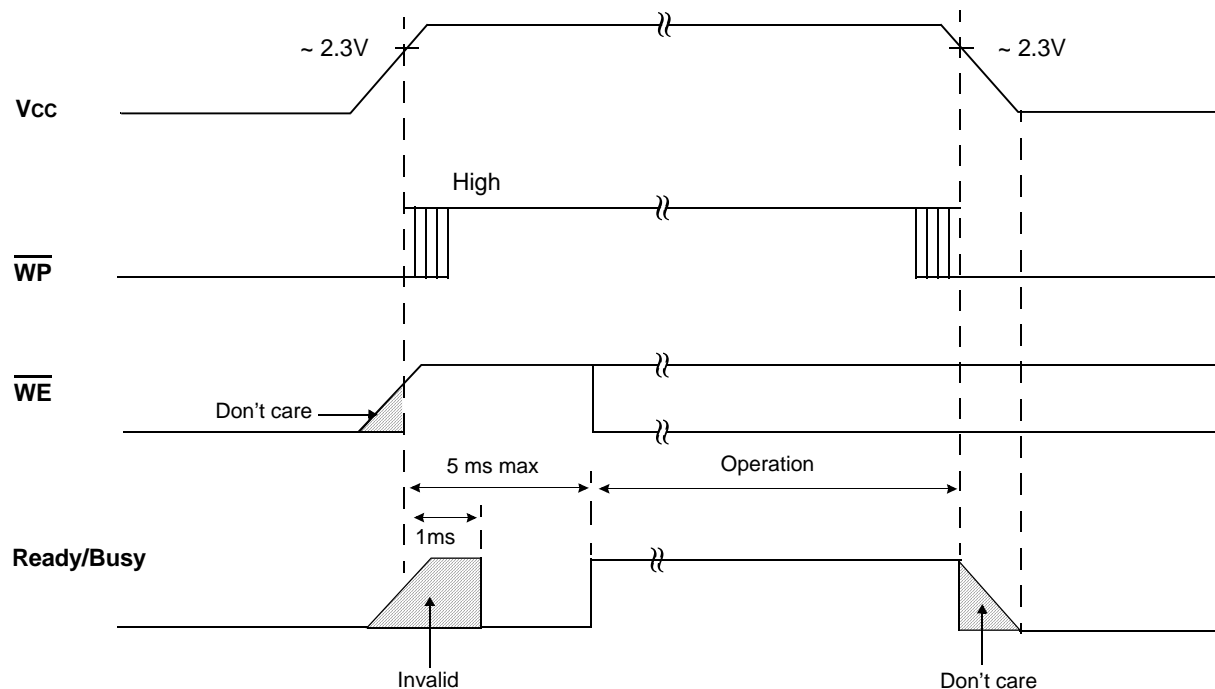 ~ 2.3V
~ 2.3V
Vcc
High
WP
WE
Don't care
5 ms max
Operation
1ms
Ready/Busy
Invalid
Don't care